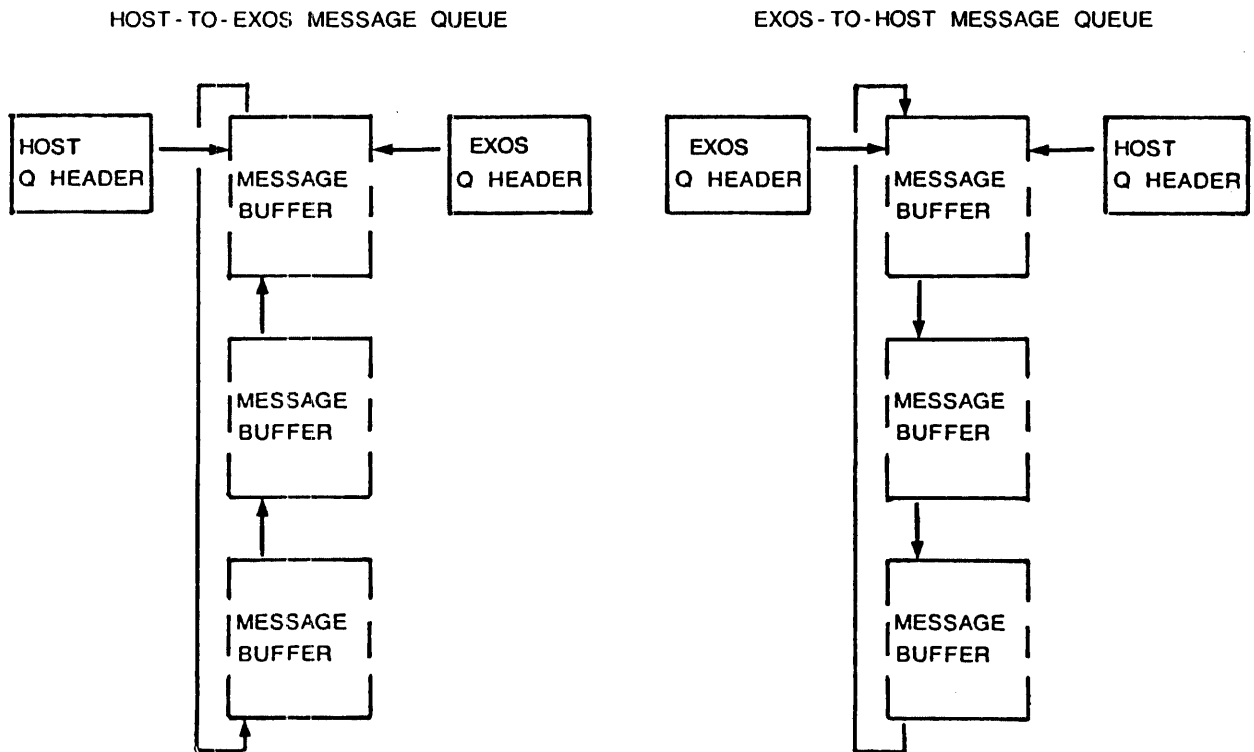 HOST-TO-EXOS MESSAGE QUEUE
HOST
Q HEADER
MESSAGE
BUFFER
EXOS
Q HEADER
MESSAGE
BUFFER
MESSAGE
BUFFER
EXOS-TO-HOST MESSAGE QUEUE
EXOS
Q HEADER
MESSAGE
BUFFER
HOST
Q HEADER
MESSAGE
BUFFER
MESSAGE
BUFFER